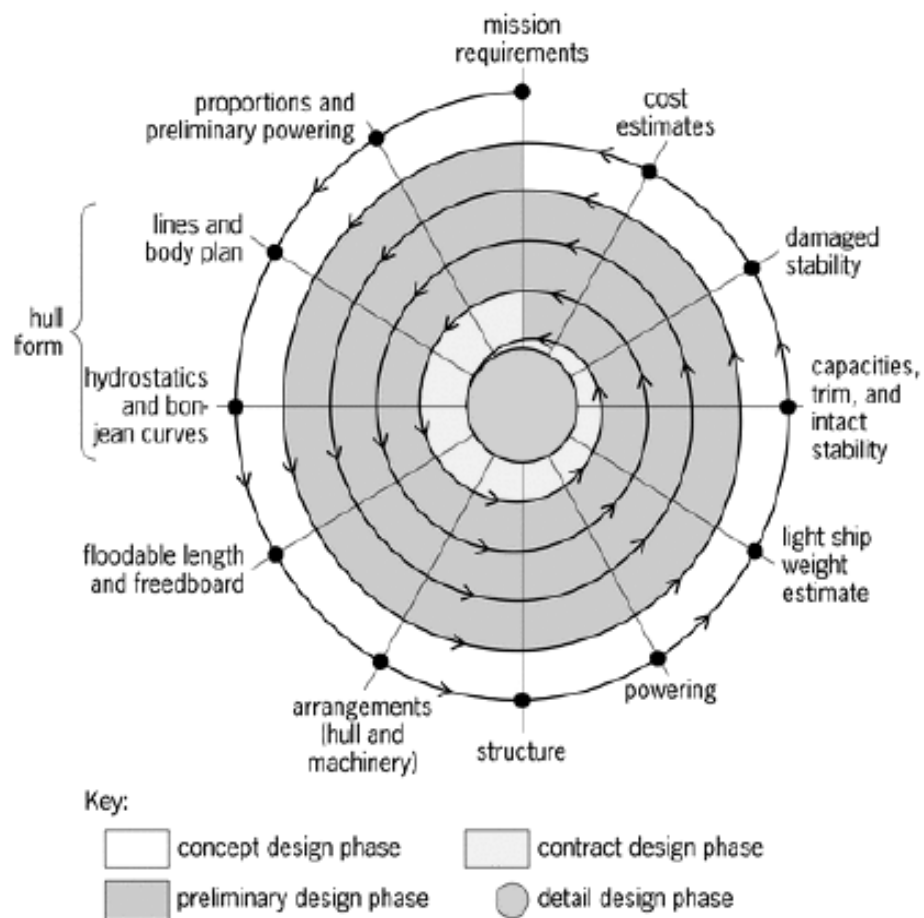 mission
requirements
cost
estimates
proportions and
preliminary powering
lines and
body plan
damaged
stability
hull
form
hydrostatics
and bon-
jean curves
capacities,
trim, and
intact
stability
floodable length
and freedboard
light ship
weight
estimate
arrangements
(hull and
machinery)
structure
powering
Key:
concept design phase
contract design phase
preliminary design phase
detail design phase